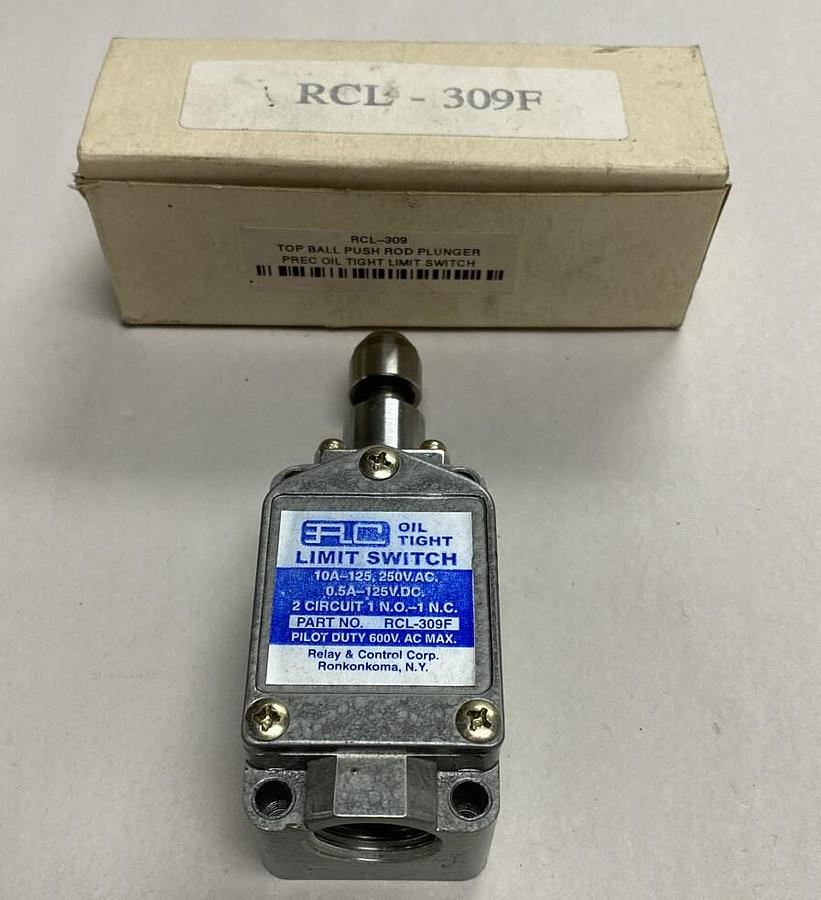 RCL - 309F
RCL-309
TOP BALL PUSH ROD PLUNGER
PREC OIL TIGHT LIMIT SWITCH
RC OIL
TIGHT
LIMIT SWITCH
10A-125, 250V.AC.
0.5A-125V.DC.
2 CIRCUIT 1 N.O.-1 N.C.
PART NO. RCL-309F
PILOT DUTY 600V. AC MAX.
Relay & Control Corp.
Ronkonkoma, N.Y.